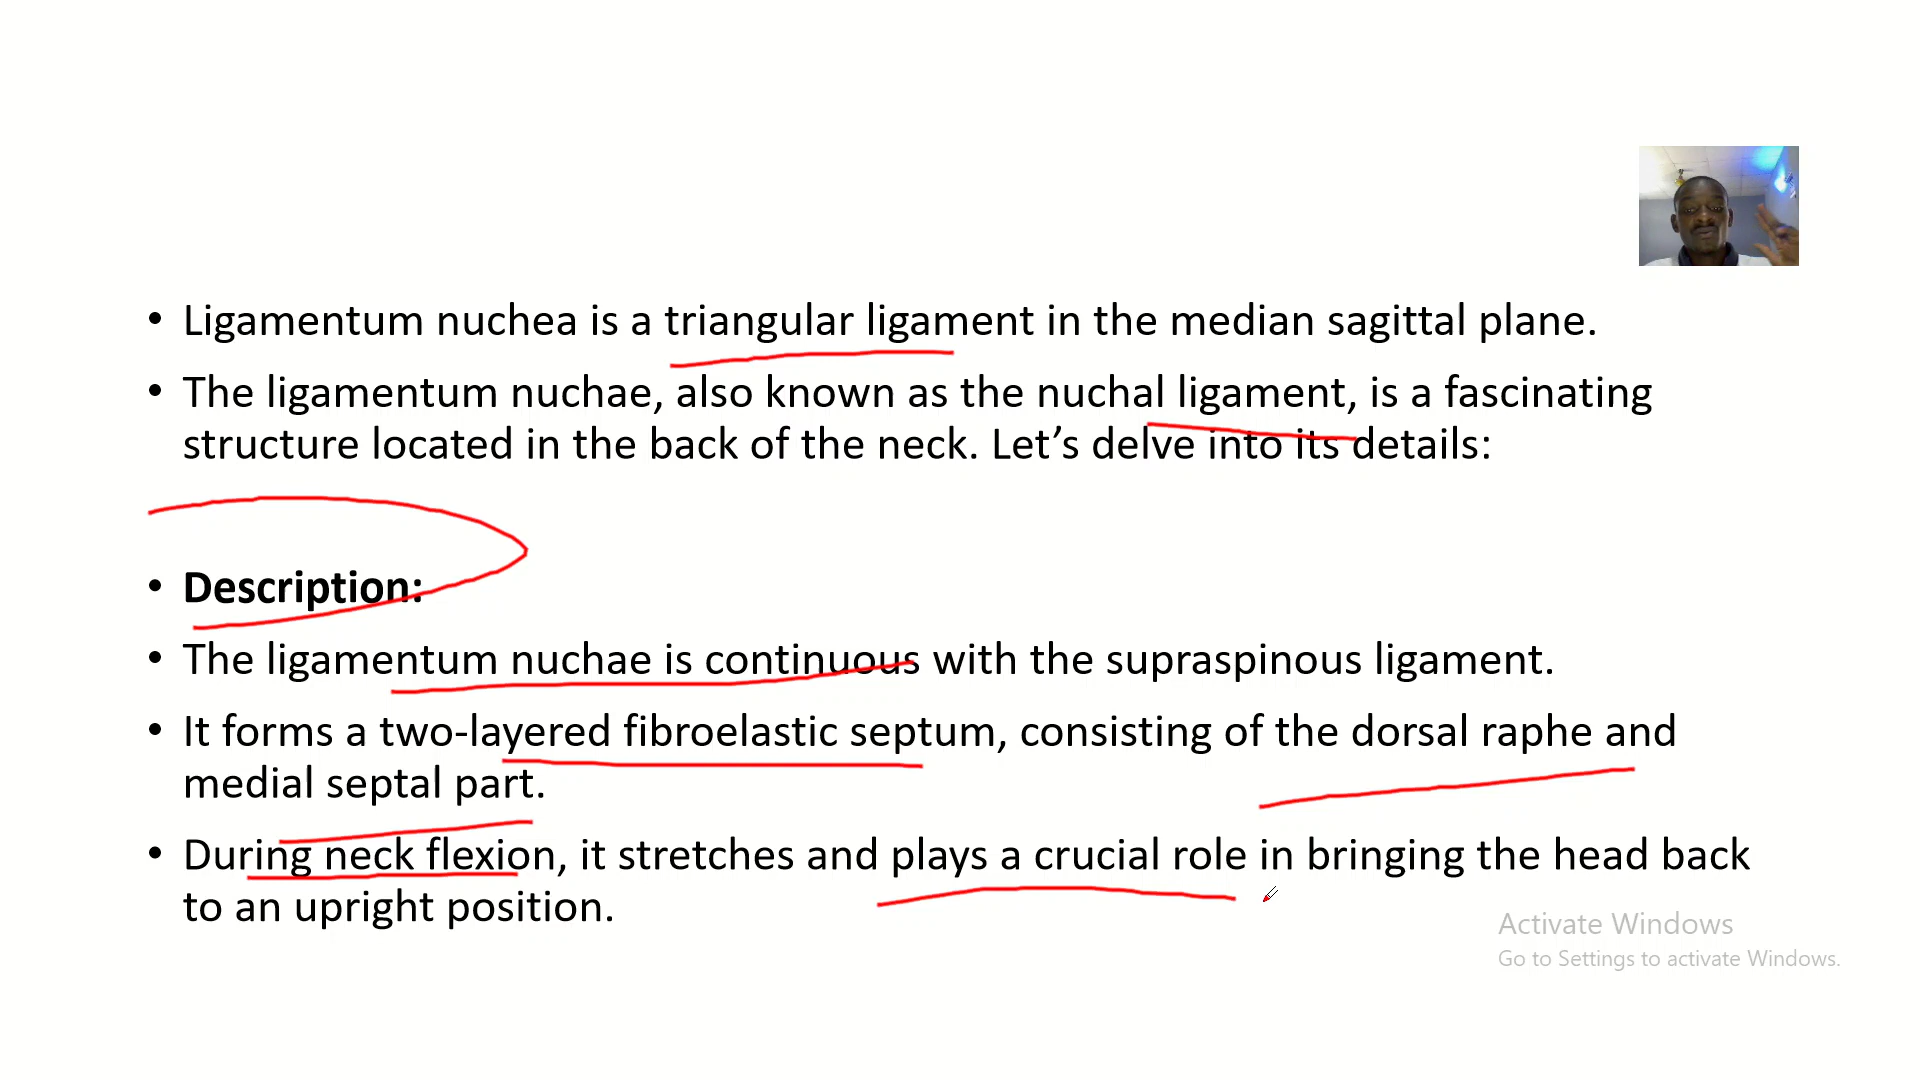 • Ligamentum nuchea is a triangular ligament in the median sagittal plane.
• The ligamentum nuchae, also known as the nuchal ligament, is a fascinating
structure located in the back of the neck. Let’s delve into its details:
• Description:
• The ligamentum nuchae is continuous with the supraspinous ligament.
• It forms a two-layered fibroelastic septum, consisting of the dorsal raphe and
medial septal part.
• During neck flexion, it stretches and plays a crucial role in bringing the head back
to an upright position.
Activate Windows
Go to Settings to activate Windows.